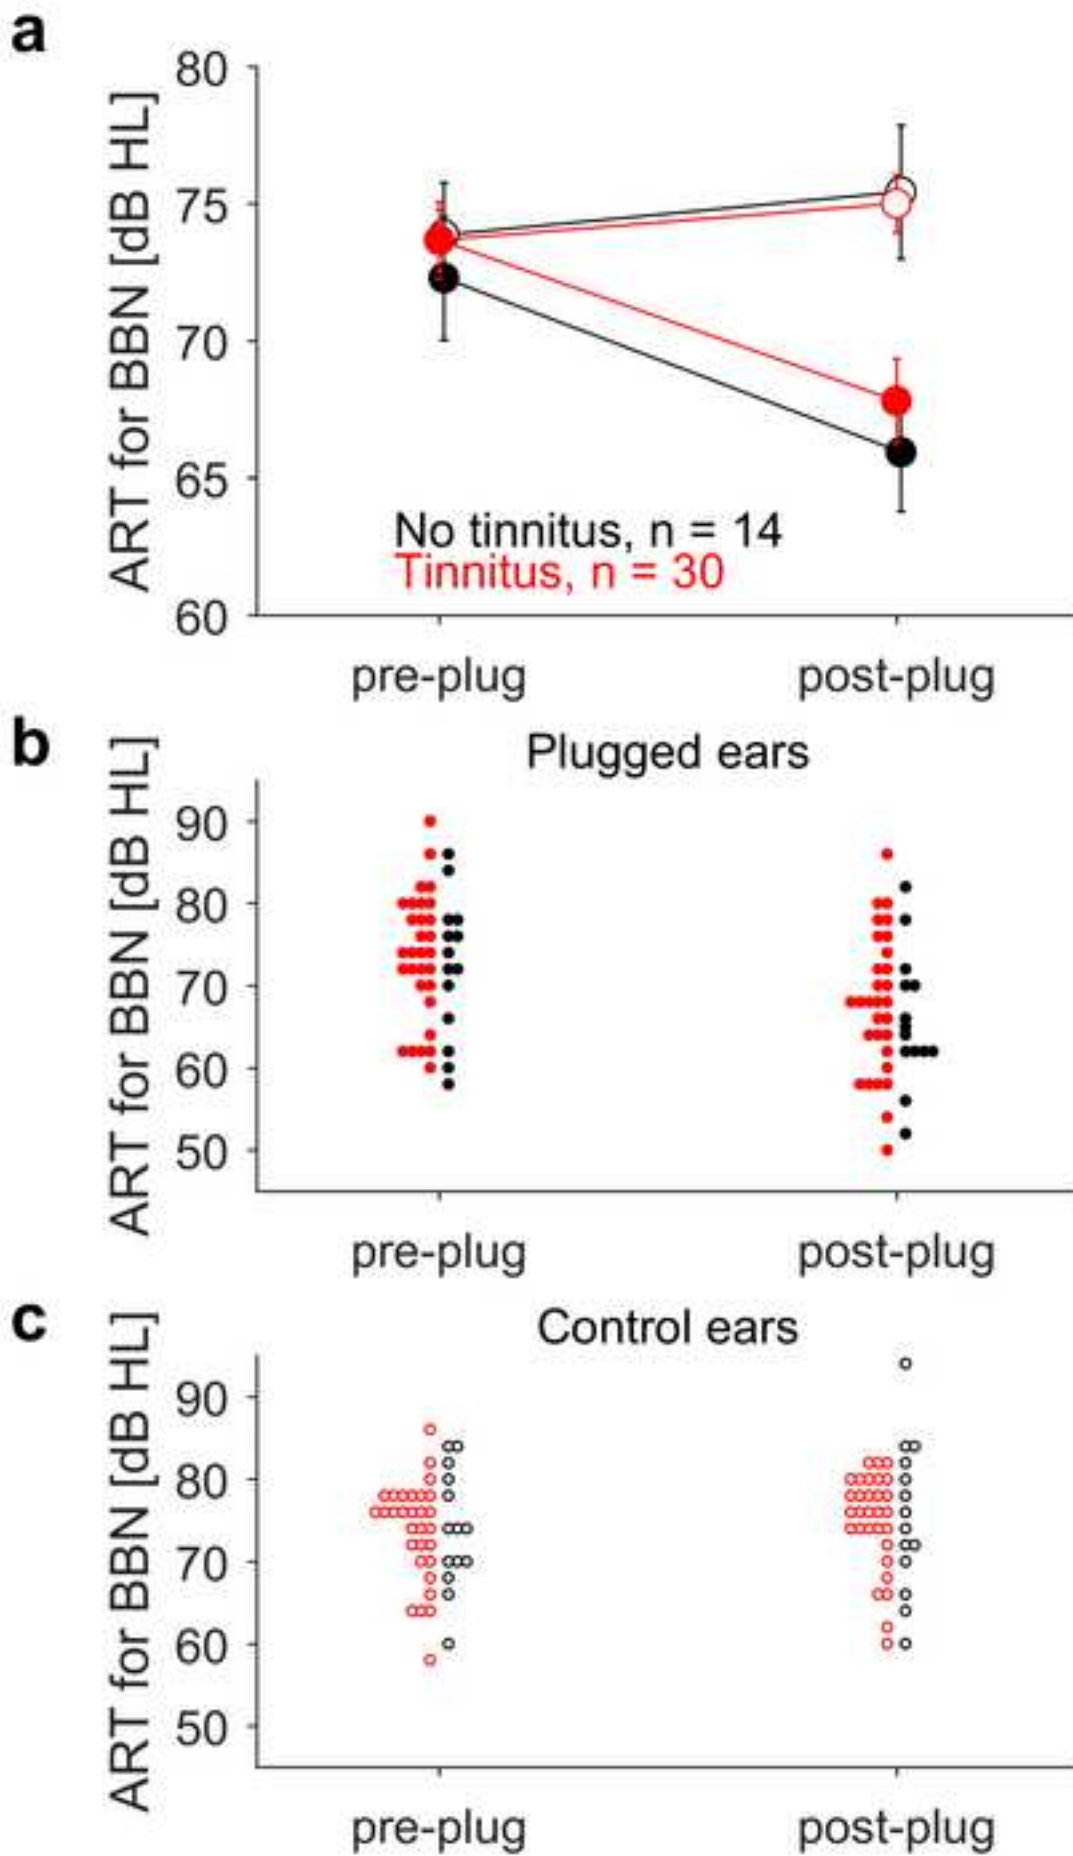 a
ART for BBN [dB HL]
80
75
70
65
60
No tinnitus, n = 14
Tinnitus, n = 30
pre-plug post-plug
b
Plugged ears
ART for BBN [dB HL]
90
80
70
60
50
pre-plug post-plug
c
Control ears
ART for BBN [dB HL]
90
80
70
60
50
pre-plug post-plug